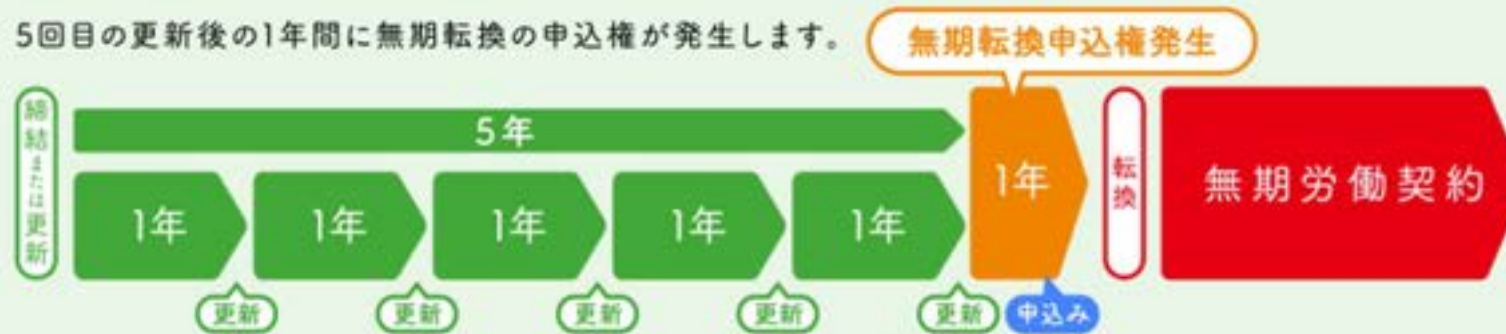 5回目の更新後の1年間に無期転換の申込権が発生します。
無期転換申込権発生
締結または更新
5年
1年
1年
1年
1年
1年
1年
転換
無期労働契約
更新
更新
更新
更新
更新
申込み